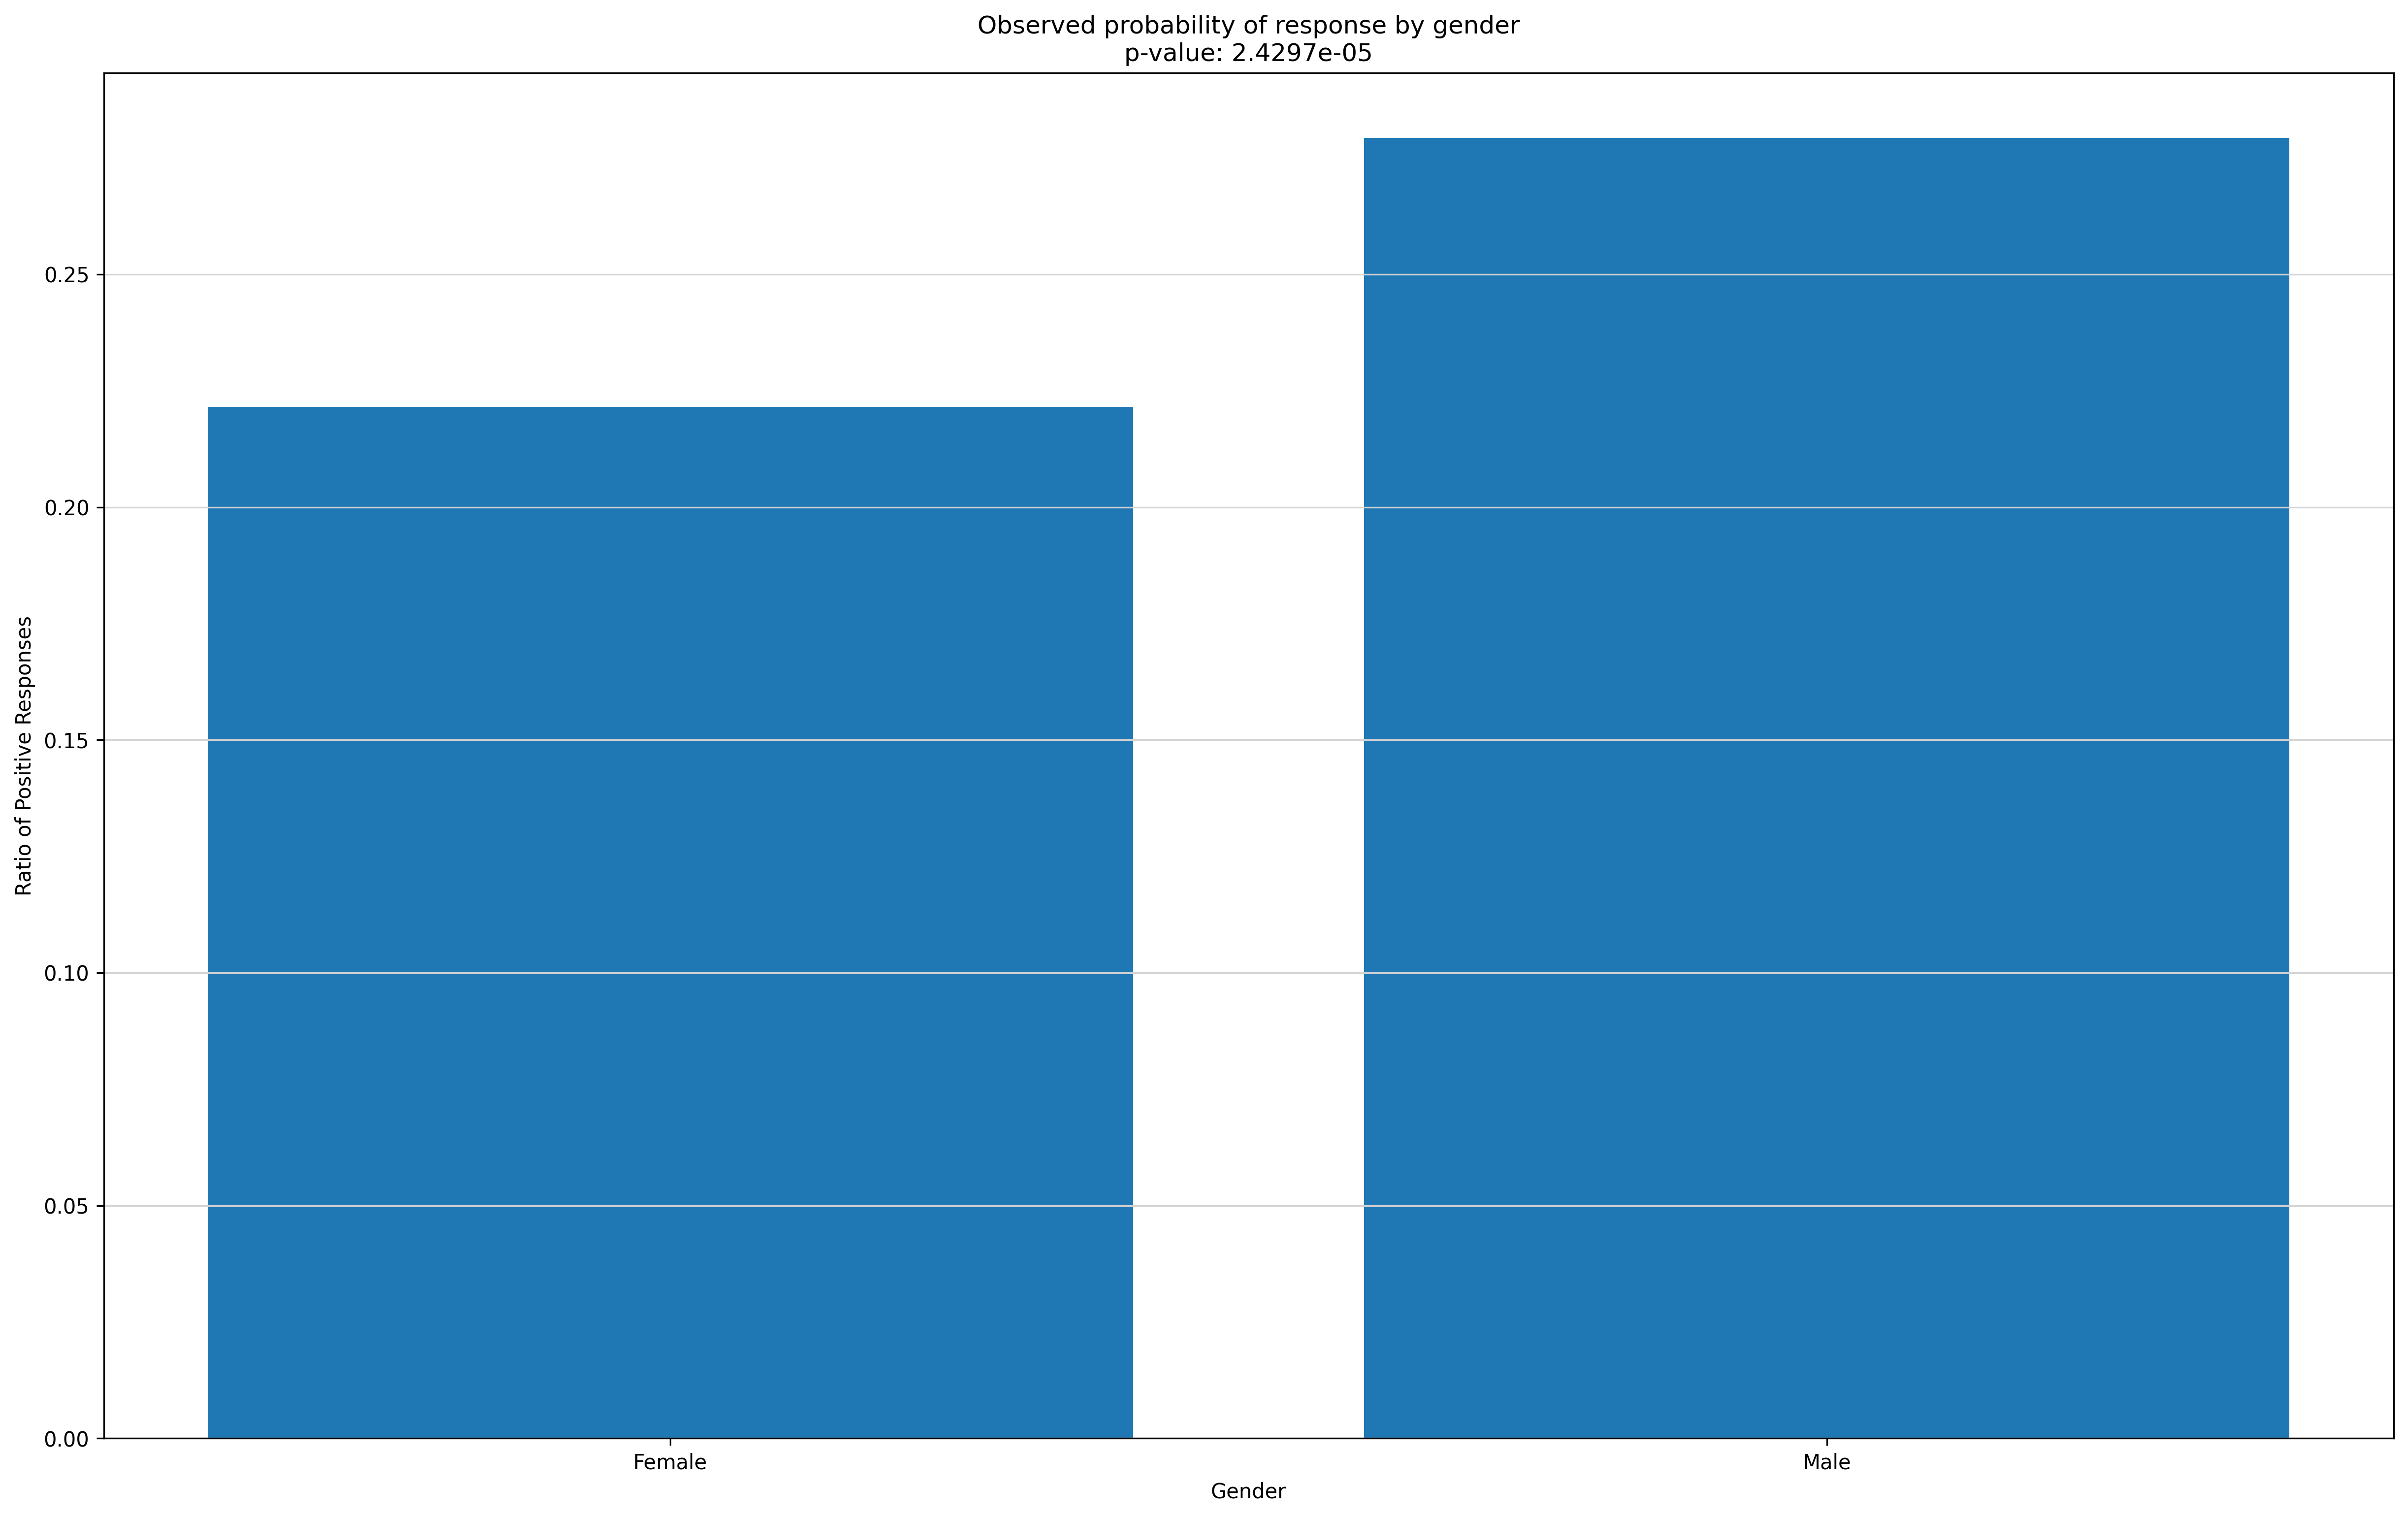 Observed probability of response by gender
p-value: 2.4297e-05
Ratio of Positive Responses
0.25
0.20
0.15
0.10
0.05
0.00
Female
Male
Gender